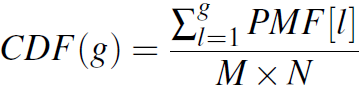 CDF(g) = \frac{\sum_{l=1}^{g} PMF[l]}{M \times N}